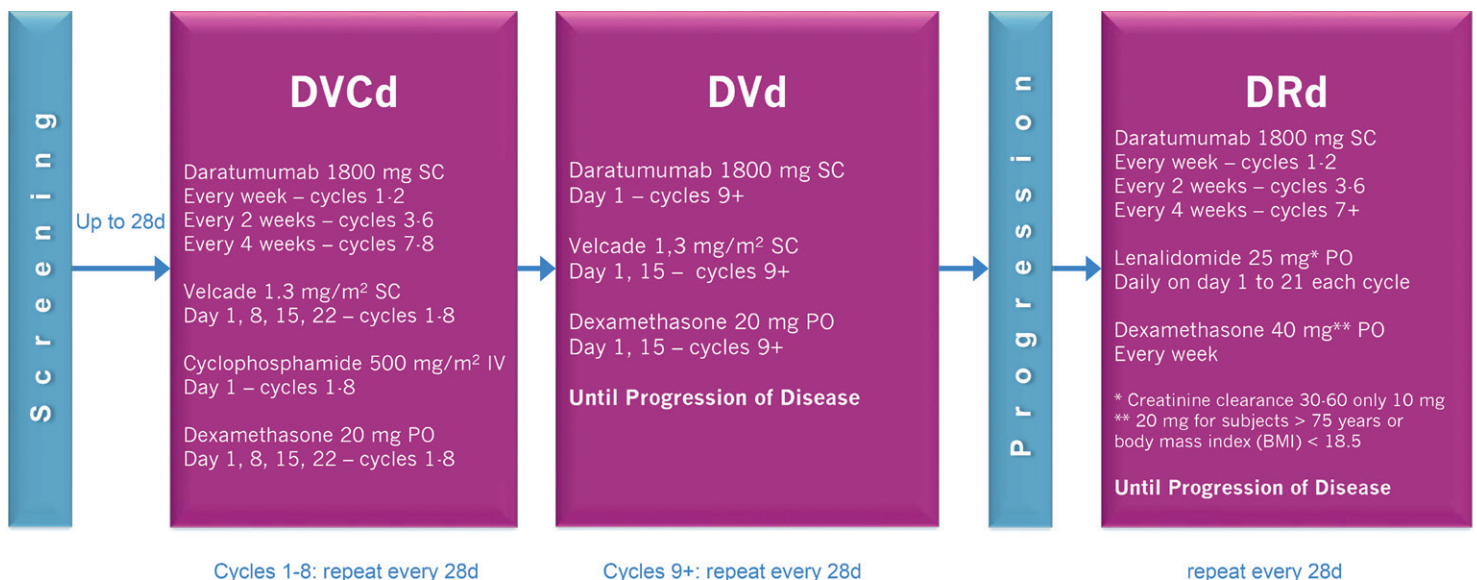 Screening
Up to 28d
DVCd
Daratumumab 1800 mg SC
Every week – cycles 1-2
Every 2 weeks – cycles 3-6
Every 4 weeks – cycles 7-8
Velcade 1.3 mg/m² SC
Day 1, 8, 15, 22 – cycles 1-8
Cyclophosphamide 500 mg/m² IV
Day 1 – cycles 1-8
Dexamethasone 20 mg PO
Day 1, 8, 15, 22 – cycles 1-8
Cycles 1-8: repeat every 28d
DVd
Daratumumab 1800 mg SC
Day 1 – cycles 9+
Velcade 1,3 mg/m² SC
Day 1, 15 – cycles 9+
Dexamethasone 20 mg PO
Day 1, 15 – cycles 9+
Until Progression of Disease
Cycles 9+: repeat every 28d
Progression
DRd
Daratumumab 1800 mg SC
Every week – cycles 1-2
Every 2 weeks – cycles 3-6
Every 4 weeks – cycles 7+
Lenalidomide 25 mg* PO
Daily on day 1 to 21 each cycle
Dexamethasone 40 mg** PO
Every week
* Creatinine clearance 30-60 only 10 mg
** 20 mg for subjects > 75 years or
body mass index (BMI) < 18.5
Until Progression of Disease
repeat every 28d